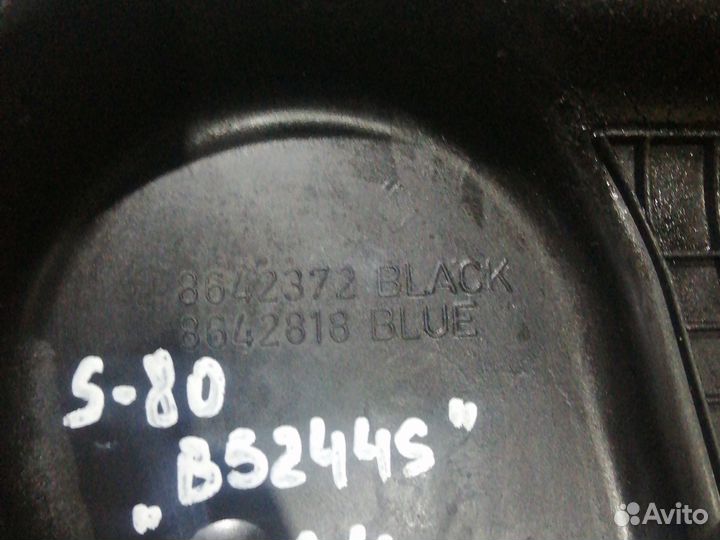 8642372 BLACK
8642818 BLUE
S-80
"B5244S"
Avito